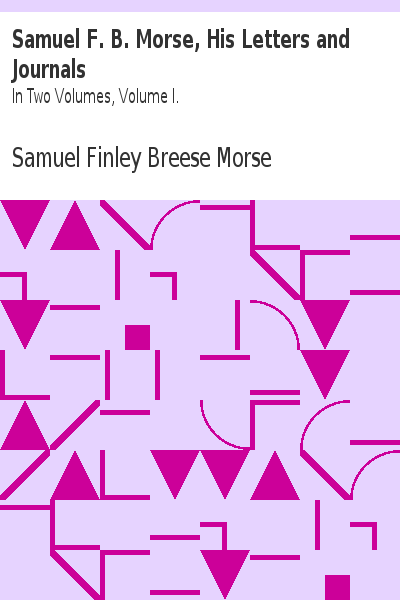 Samuel F. B. Morse, His Letters and
Journals
In Two Volumes, Volume I.
Samuel Finley Breese Morse